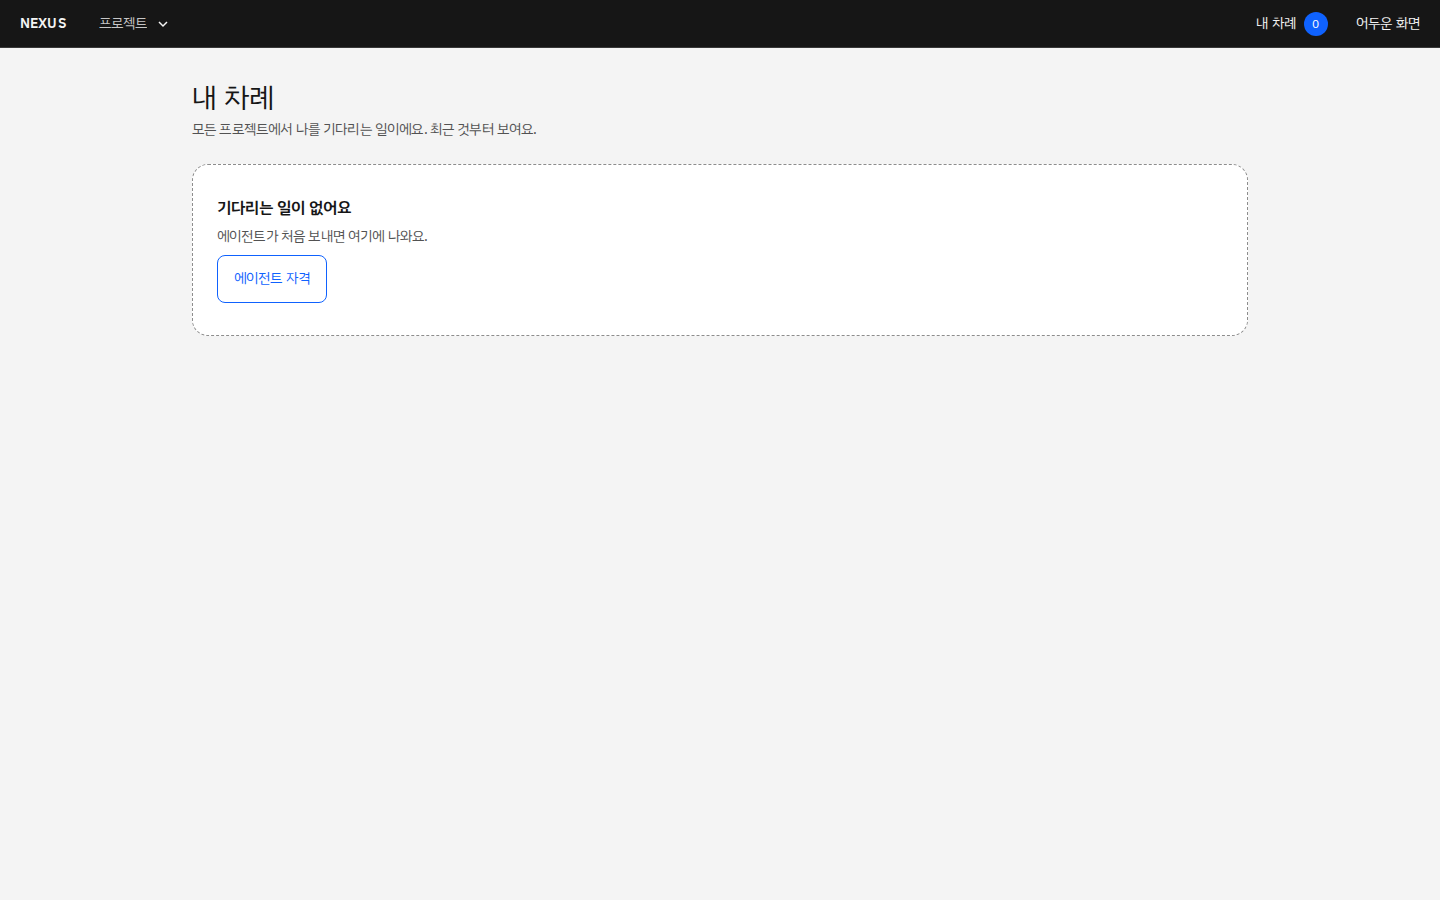 NEXUS 프로젝트 내 차례 0 어두운 화면
내 차례
모든 프로젝트에서 나를 기다리는 일이에요. 최근 것부터 보여요.
기다리는 일이 없어요
에이전트가 처음 보내면 여기에 나와요.
에이전트 자격